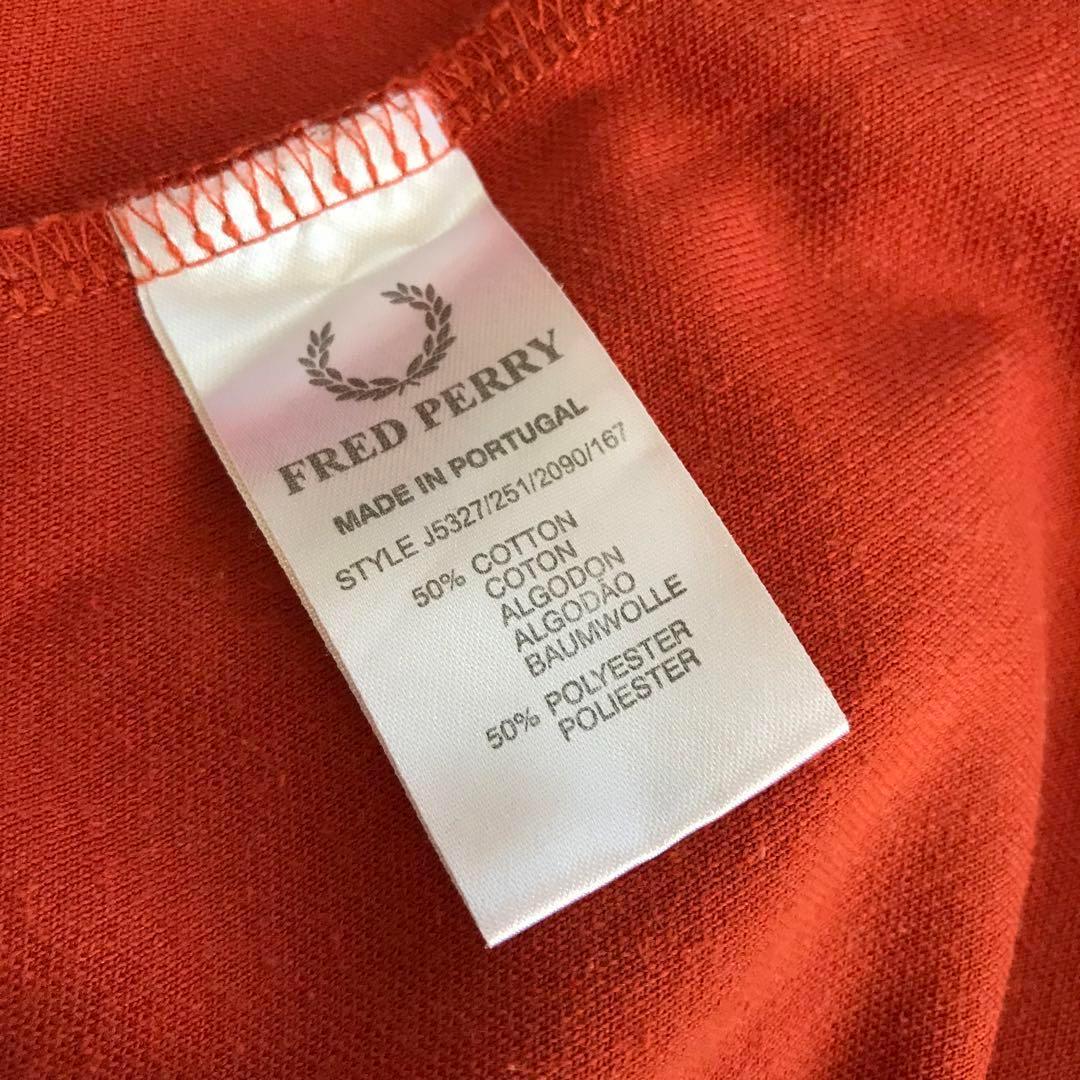 FRED PERRY
MADE IN PORTUGAL
STYLE J5327/251/2090/167
50% COTTON
COTON
ALGODON
ALGODÃO
BAUMWOLLE
50% POLYESTER
POLIESTER